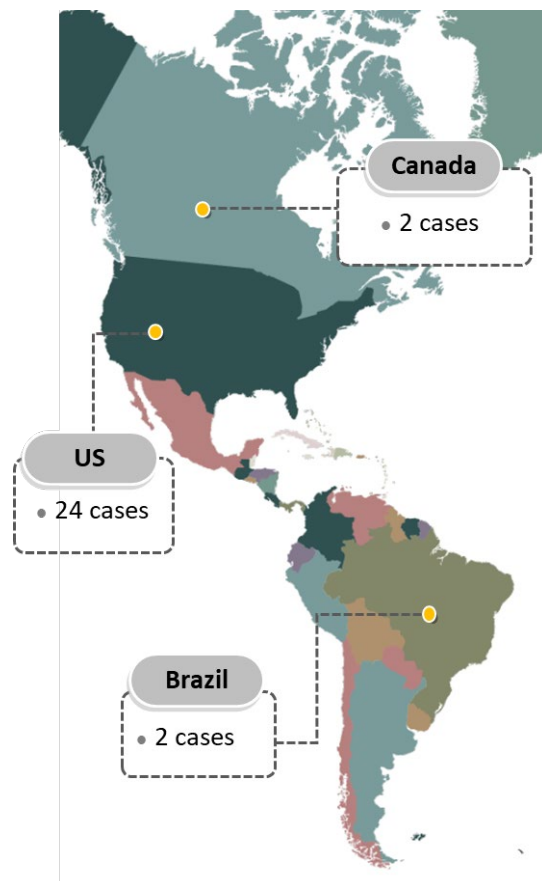 Canada
• 2 cases
US
• 24 cases
Brazil
• 2 cases